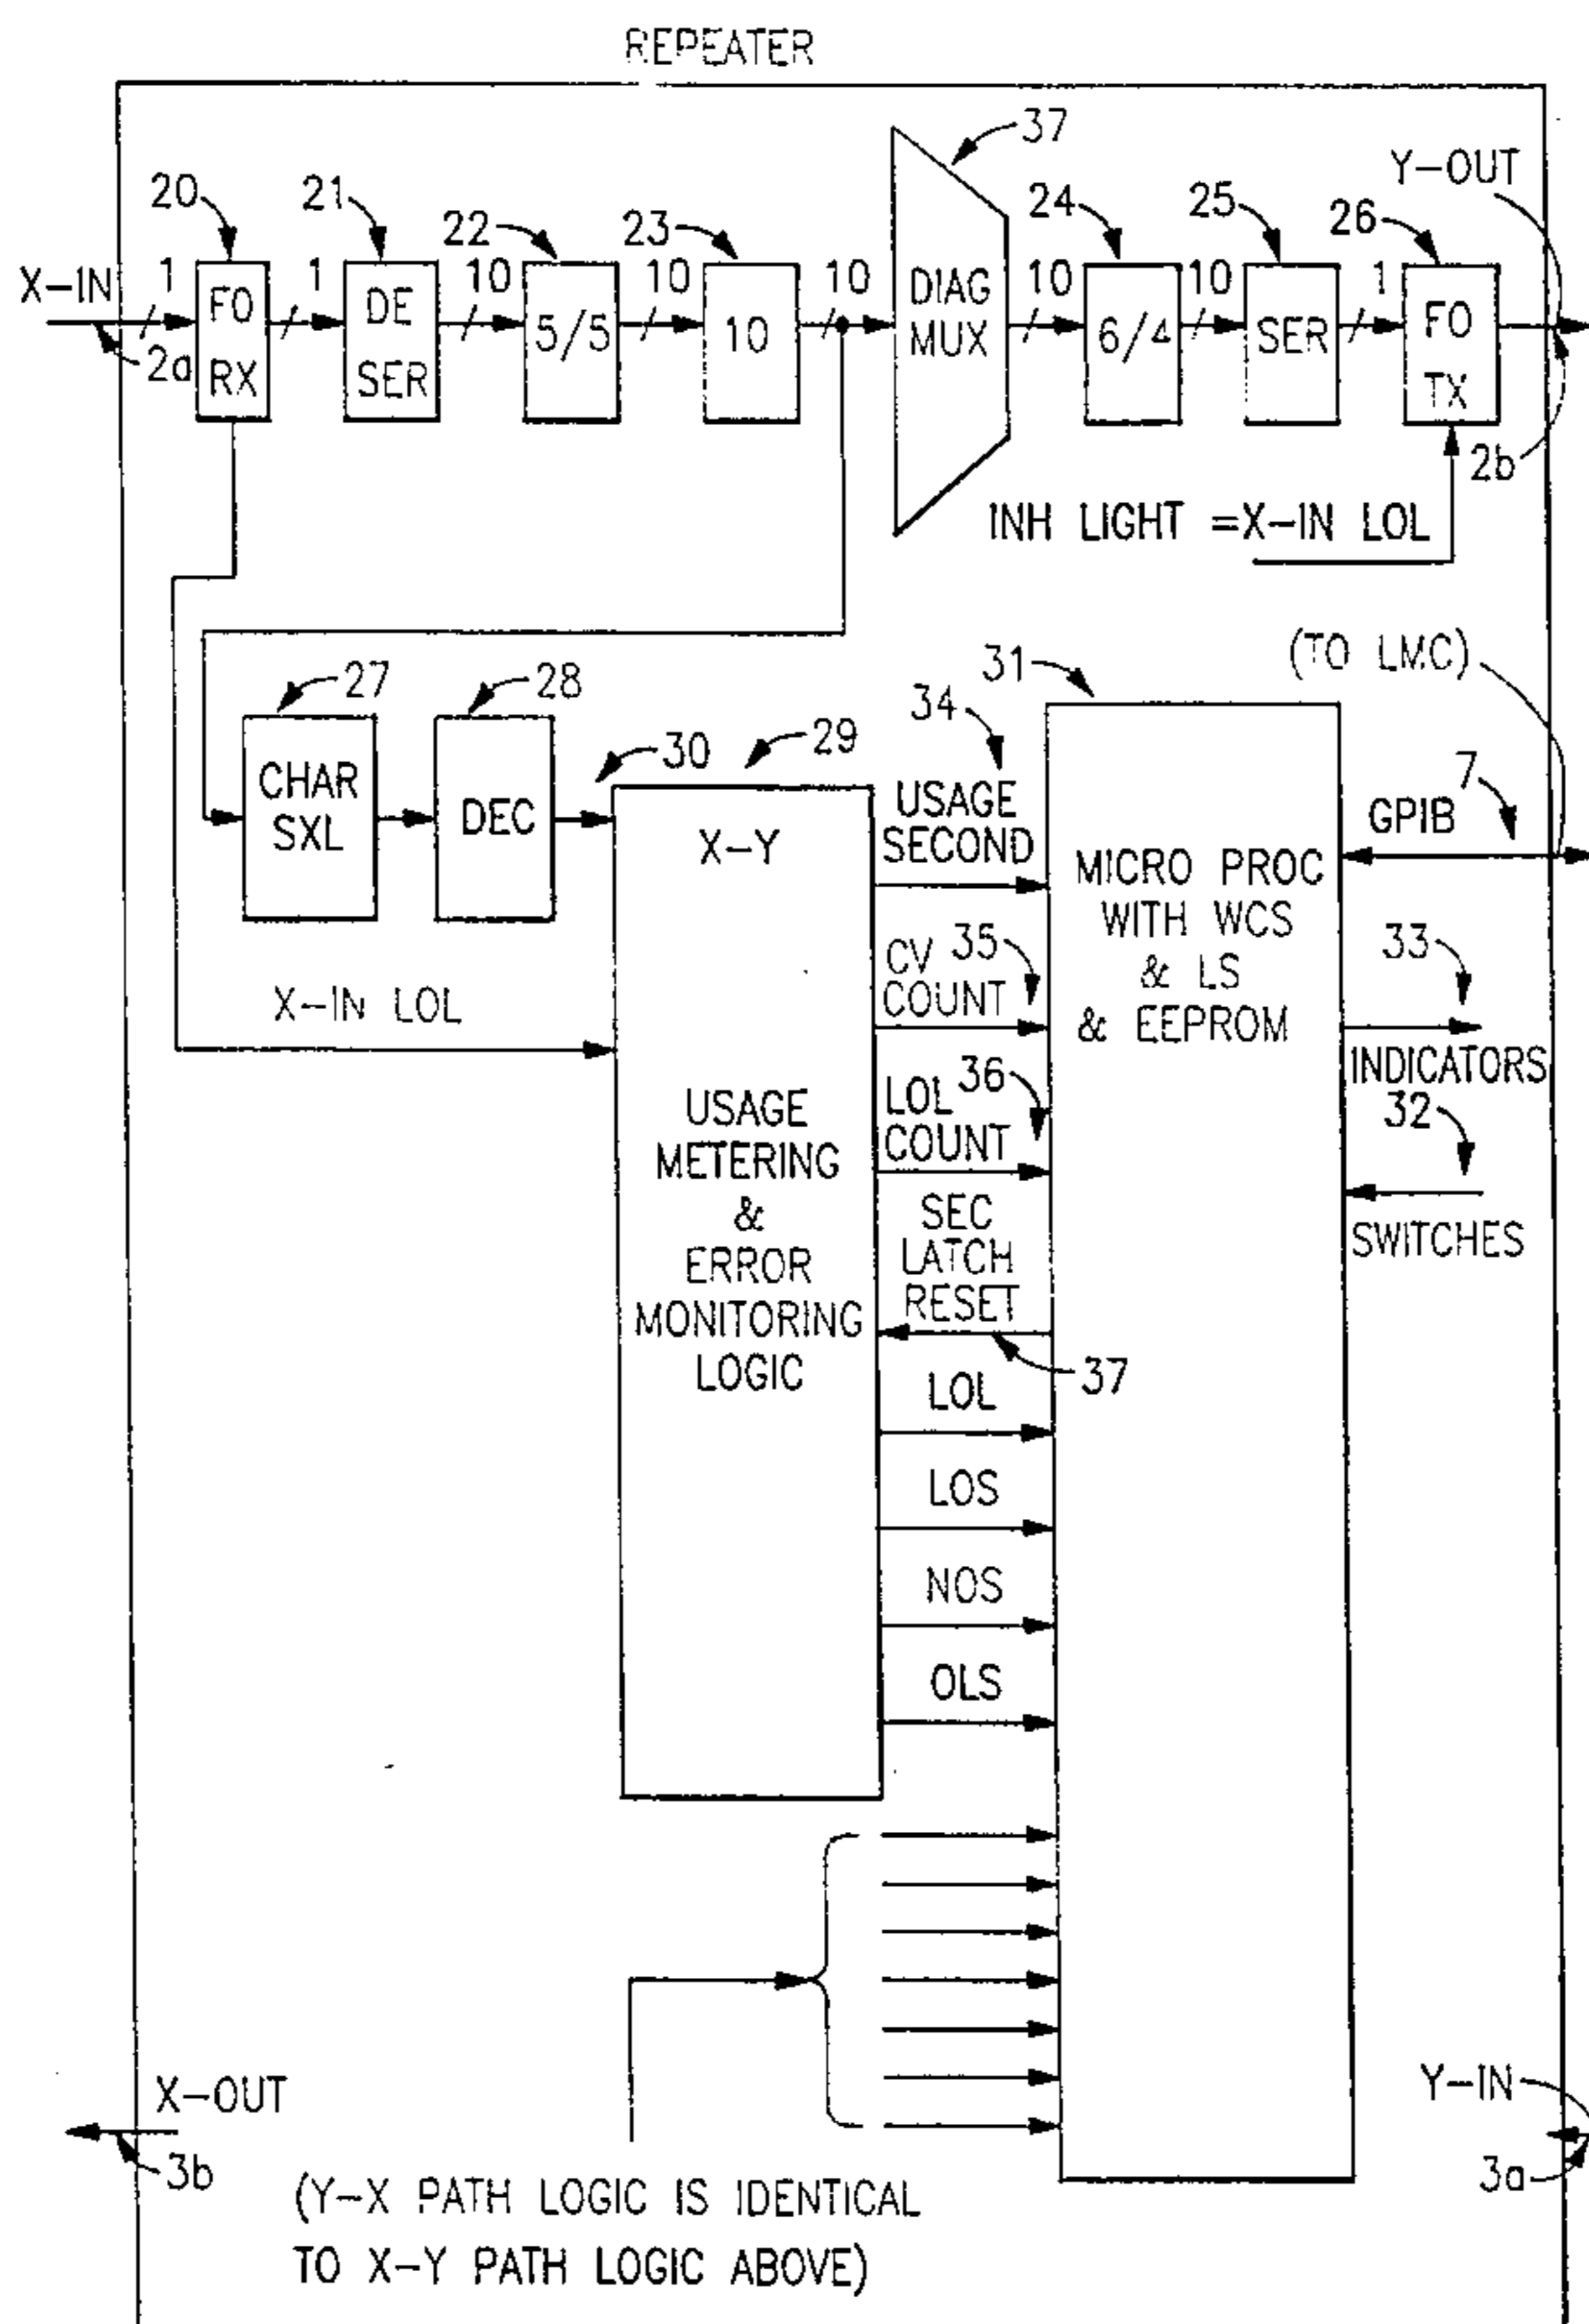 REPEATER
37
Y-OUT
20
21
22
23
24
25
26
X-IN
1
1
10
10
10
10
10
1
2a
FO
RX
DE
SER
5/5
10
DIAG
MUX
6/4
SER
FO
TX
2b
INH LIGHT =X-IN LOL
(TO LMC)
27
28
30
29
34
31
CHAR
SXL
DEC
X-Y
USAGE
SECOND
GPIB
7
MICRO PROC
WITH WCS
& LS
& EEPROM
CV
COUNT
35
33
INDICATORS
X-IN LOL
USAGE
METERING
&
ERROR
MONITORING
LOGIC
LOL
COUNT
36
32
SWITCHES
SEC
LATCH
RESET
37
LOL
LOS
NOS
OLS
X-OUT
3b
Y-IN
3a
(Y-X PATH LOGIC IS IDENTICAL
TO X-Y PATH LOGIC ABOVE)